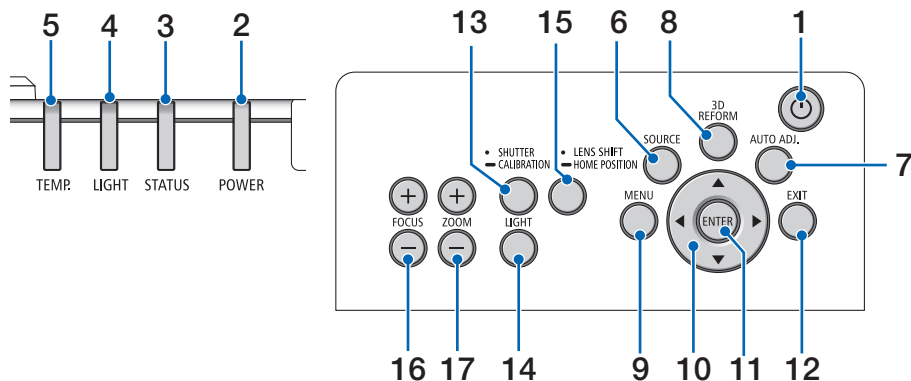 5 4 3 2
13 15 6 8 1
3D
REFORM
SOURCE
AUTO ADJ.
• SHUTTER
– CALIBRATION
• LENS SHIFT
– HOME POSITION
7
TEMP. LIGHT STATUS POWER
MENU
EXIT
+ +
FOCUS ZOOM LIGHT
ENTER
− −
16 17 14 9 10 11 12